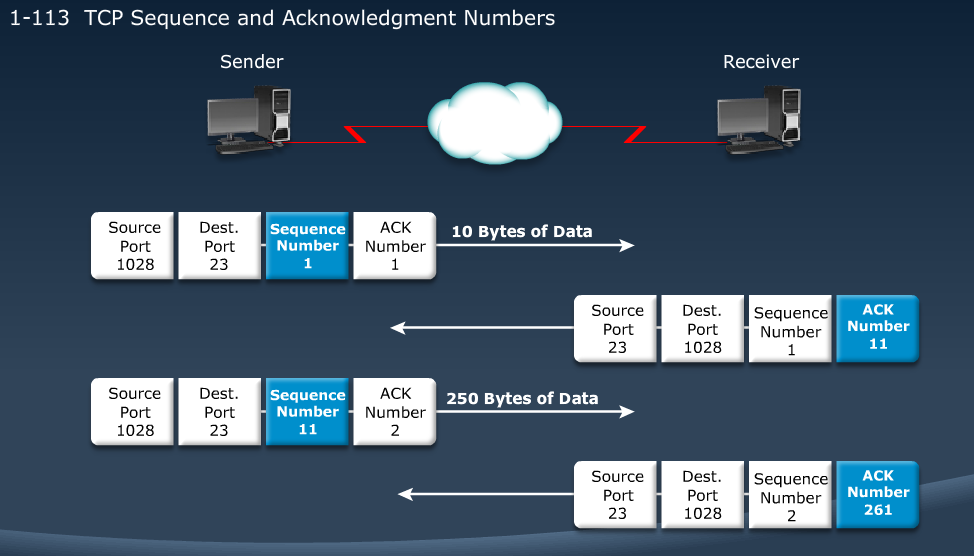 1-113 TCP Sequence and Acknowledgment Numbers
Sender
Receiver
Source
Port
1028
Dest.
Port
23
Sequence
Number
1
ACK
Number
1
10 Bytes of Data
Source
Port
23
Dest.
Port
1028
Sequence
Number
1
ACK
Number
11
Source
Port
1028
Dest.
Port
23
Sequence
Number
11
ACK
Number
2
250 Bytes of Data
Source
Port
23
Dest.
Port
1028
Sequence
Number
2
ACK
Number
261